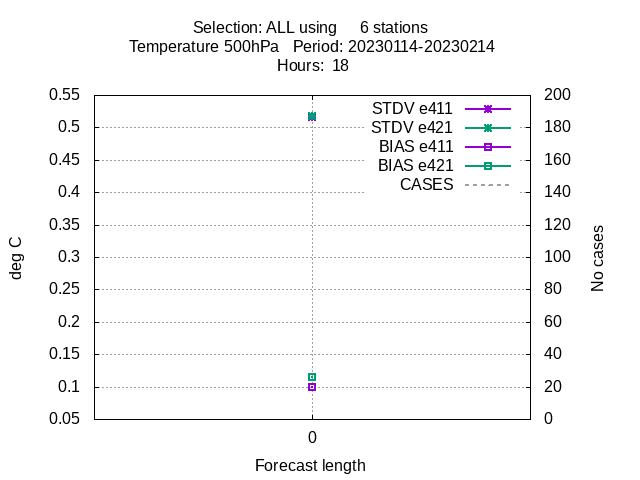 Selection: ALL using 6 stations
Temperature 500hPa Period: 20230114-20230214
Hours: 18
0.55
0.5
0.45
0.4
0.35
0.3
0.25
0.2
0.15
0.1
0.05
deg C
STDV e411
STDV e421
BIAS e411
BIAS e421
CASES
200
180
160
140
120
100
80
60
40
20
0
No cases
0
Forecast length